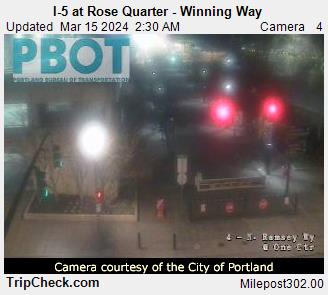 I-5 at Rose Quarter - Winning Way
Updated Mar 15 2024 2:30 AM Camera 4
PBOT
PORTLAND BUREAU OF TRANSPORTATION
4 - N. Ramsey Wy
@ One Ctr
Camera courtesy of the City of Portland
TripCheck.com Milepost302.00